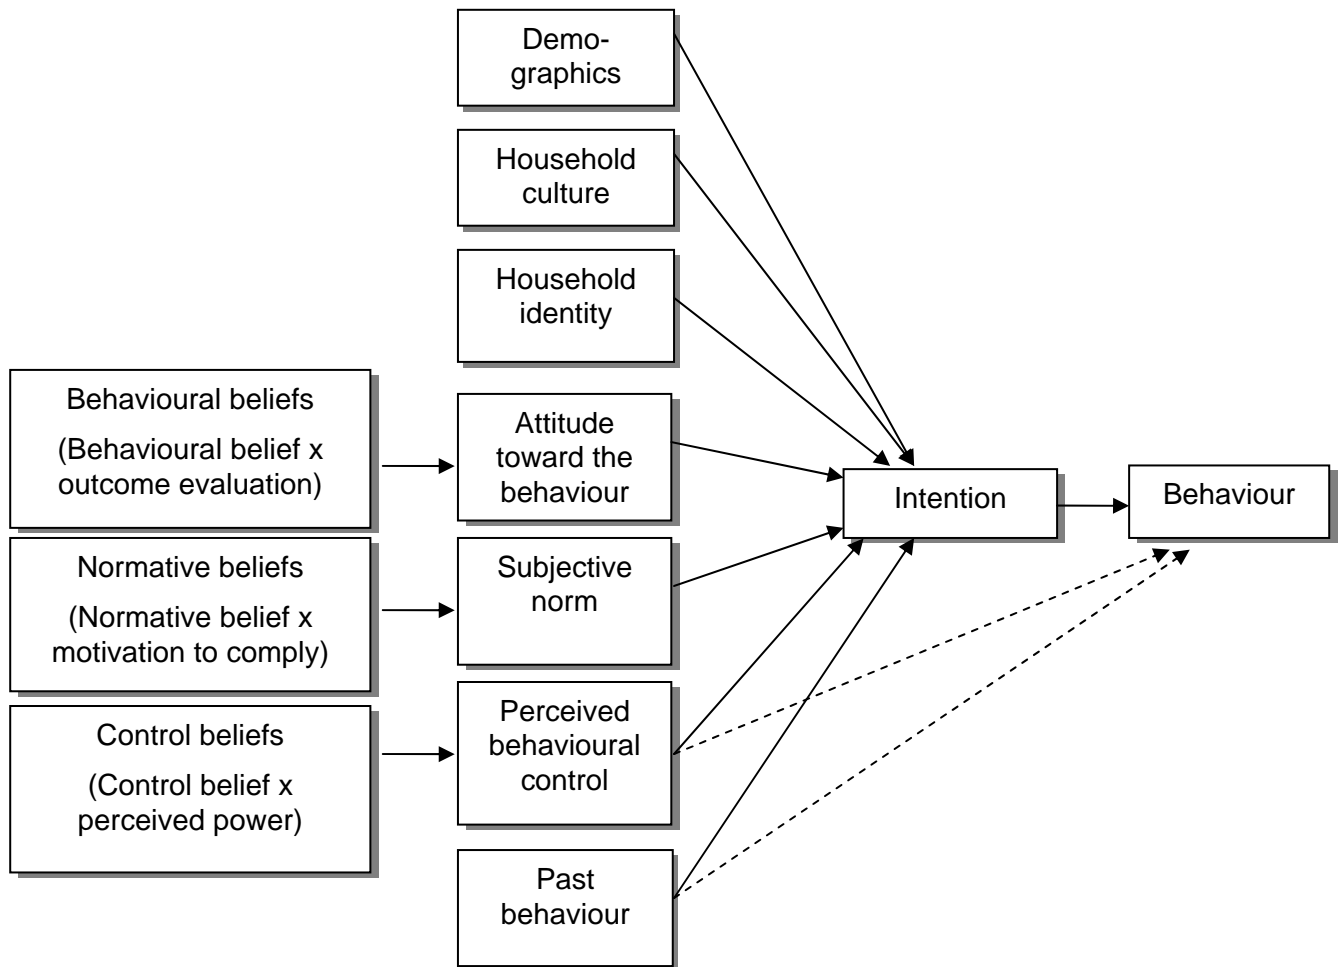 Demo-
graphics
Household
culture
Household
identity
Behavioural beliefs
(Behavioural belief x
outcome evaluation)
Attitude
toward the
behaviour
Intention
Behaviour
Normative beliefs
(Normative belief x
motivation to comply)
Subjective
norm
Control beliefs
(Control belief x
perceived power)
Perceived
behavioural
control
Past
behaviour